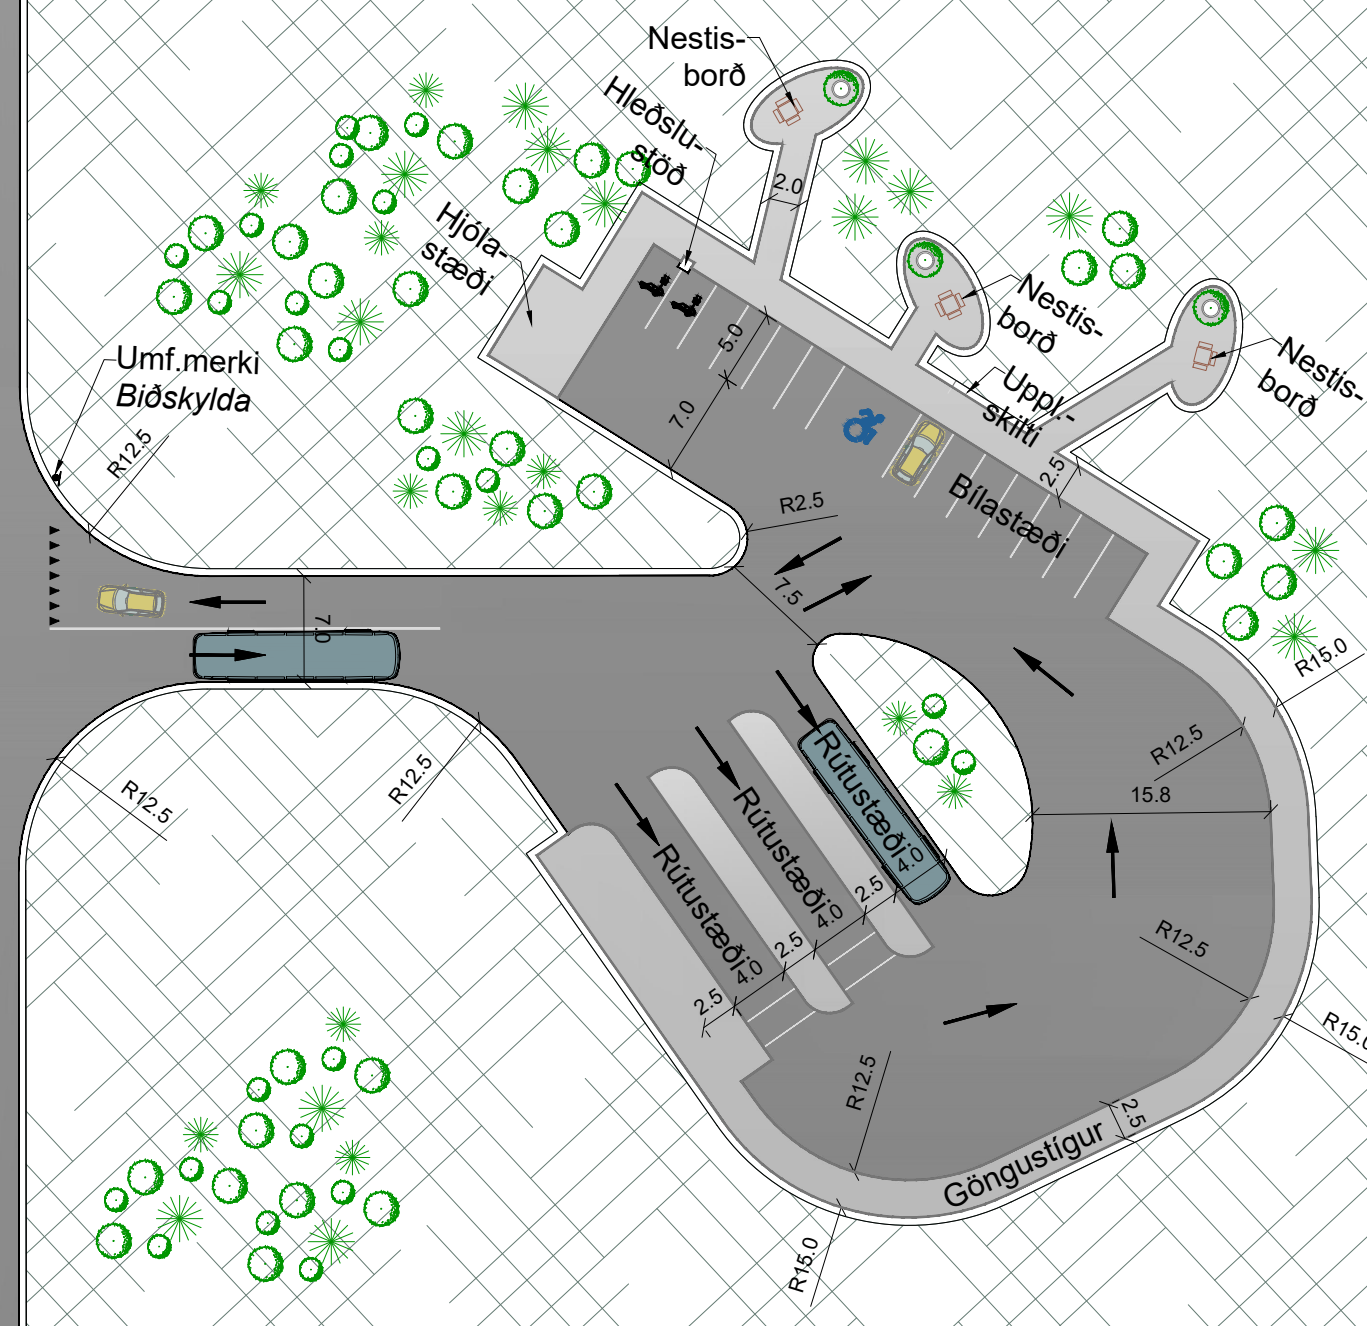 Nestis-
borð
Hleðslu-
stöð
2.0
Hjóla-
stæði
Nestis-
borð
Nestis-
borð
Umf.merki
Biðskylda
5.0
Uppl.-
skilti
7.0
R12.5
2.5
Bílastæði
R2.5
7.5
7.0
R15.0
R12.5
R12.5
R12.5
15.8
Rútustæði
4.0
Rútustæði
2.5
4.0
Rútustæði
2.5
4.0
2.5
R12.5
R15.0
R12.5
2.5
Göngustígur
R15.0